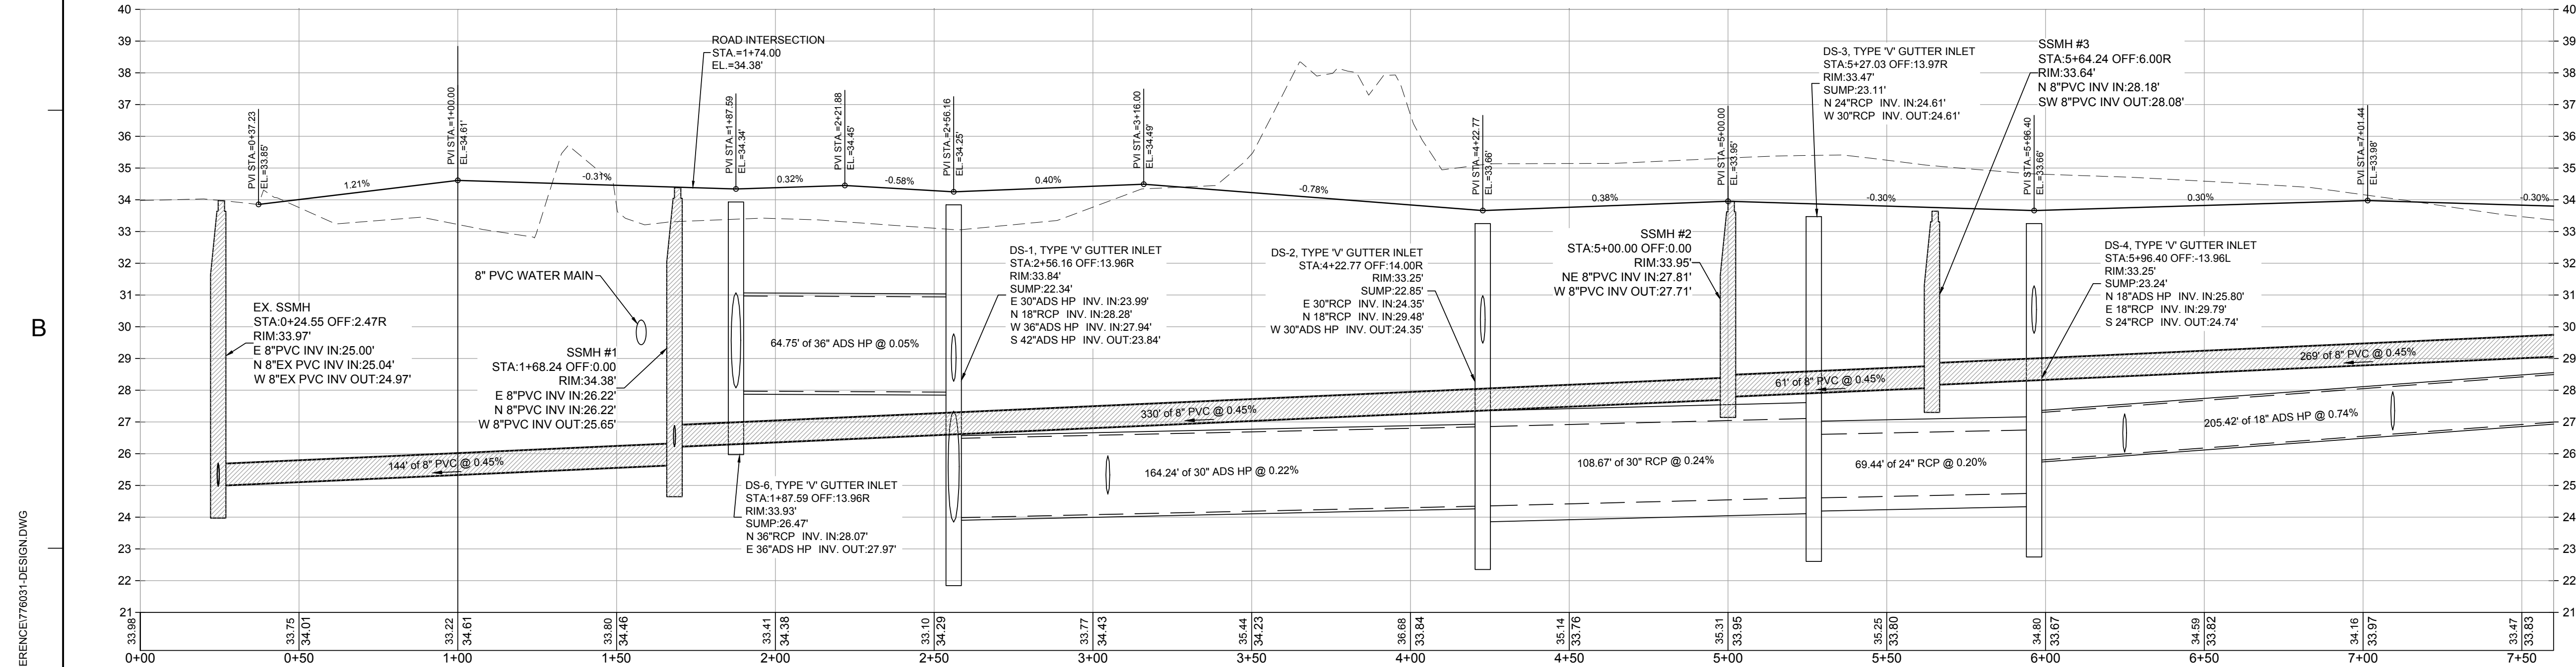 40
39
38
37
36
35
34
33
32
31
30
29
28
27
26
25
24
23
22
21
B
ERENCE\776031-DESIGN.DWG
PVI STA.=0+37.23
EL.=33.85'
1.21%
PVI STA.=1+00.00
EL.=34.61'
-0.31%
ROAD INTERSECTION
STA.=1+74.00
EL.=34.38'
PVI STA.=1+87.59
EL.=34.34'
0.32%
PVI STA.=2+21.88
EL.=34.45'
-0.58%
PVI STA.=2+56.16
EL.=34.25'
0.40%
PVI STA.=3+16.00
EL.=34.49'
-0.78%
PVI STA.=4+22.77
EL.=33.66'
0.38%
PVI STA.=5+00.00
EL.=33.95'
-0.30%
PVI STA.=5+96.40
EL.=33.66'
0.30%
PVI STA.=7+01.44
EL.=33.98'
-0.30%
EX. SSMH
STA:0+24.55 OFF:2.47R
RIM:33.97'
E 8"PVC INV IN:25.00'
N 8"EX PVC INV IN:25.04'
W 8"EX PVC INV OUT:24.97'
8" PVC WATER MAIN
SSMH #1
STA:1+68.24 OFF:0.00
RIM:34.38'
E 8"PVC INV IN:26.22'
N 8"PVC INV IN:26.22'
W 8"PVC INV OUT:25.65'
144' of 8" PVC @ 0.45%
64.75' of 36" ADS HP @ 0.05%
DS-6, TYPE 'V' GUTTER INLET
STA:1+87.59 OFF:13.96R
RIM:33.93'
SUMP:26.47'
N 36"RCP INV. IN:28.07'
E 36"ADS HP INV. OUT:27.97'
DS-1, TYPE 'V' GUTTER INLET
STA:2+56.16 OFF:13.96R
RIM:33.84'
SUMP:22.34'
E 30"ADS HP INV. IN:23.99'
N 18"RCP INV. IN:28.28'
W 36"ADS HP INV. IN:27.94'
S 42"ADS HP INV. OUT:23.84'
330' of 8" PVC @ 0.45%
164.24' of 30" ADS HP @ 0.22%
DS-2, TYPE 'V' GUTTER INLET
STA:4+22.77 OFF:14.00R
RIM:33.25'
SUMP:22.85'
E 30"RCP INV. IN:24.35'
N 18"RCP INV. IN:29.48'
W 30"ADS HP INV. OUT:24.35'
108.67' of 30" RCP @ 0.24%
SSMH #2
STA:5+00.00 OFF:0.00
RIM:33.95'
NE 8"PVC INV IN:27.81'
W 8"PVC INV OUT:27.71'
DS-3, TYPE 'V' GUTTER INLET
STA:5+27.03 OFF:13.97R
RIM:33.47'
SUMP:23.11'
N 24"RCP INV. IN:24.61'
W 30"RCP INV. OUT:24.61'
61' of 8" PVC @ 0.45%
69.44' of 24" RCP @ 0.20%
SSMH #3
STA:5+64.24 OFF:6.00R
RIM:33.64'
N 8"PVC INV IN:28.18'
SW 8"PVC INV OUT:28.08'
DS-4, TYPE 'V' GUTTER INLET
STA:5+96.40 OFF:-13.96L
RIM:33.25'
SUMP:23.24'
N 18"ADS HP INV. IN:25.80'
E 18"RCP INV. IN:29.79'
S 24"RCP INV. OUT:24.74'
269' of 8" PVC @ 0.45%
205.42' of 18" ADS HP @ 0.74%
40
39
38
37
36
35
34
33
32
31
30
29
28
27
26
25
24
23
22
21
33.98
33.75
34.01
33.22
34.61
33.80
34.46
33.41
34.38
33.10
34.29
33.77
34.43
35.44
34.23
36.68
33.84
35.14
33.76
35.31
33.95
35.25
33.80
34.80
33.67
34.59
33.82
34.16
33.97
33.47
33.83
0+00
0+50
1+00
1+50
2+00
2+50
3+00
3+50
4+00
4+50
5+00
5+50
6+00
6+50
7+00
7+50